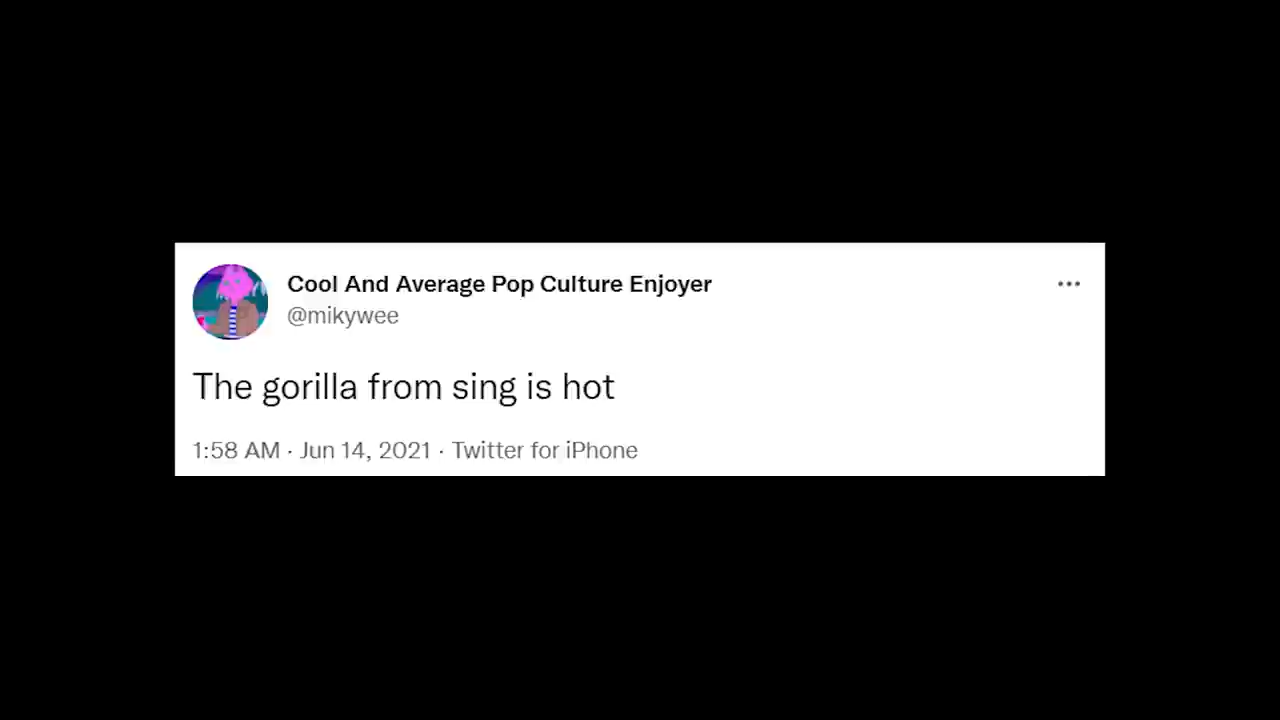 Cool And Average Pop Culture Enjoyer
@mikywee
The gorilla from sing is hot
1:58 AM · Jun 14, 2021 · Twitter for iPhone